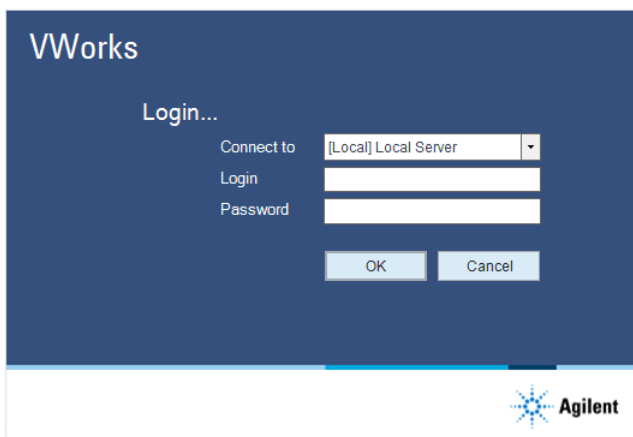 VWorks
Login...
Connect to [Local] Local Server
Login
Password
OK Cancel
Agilent